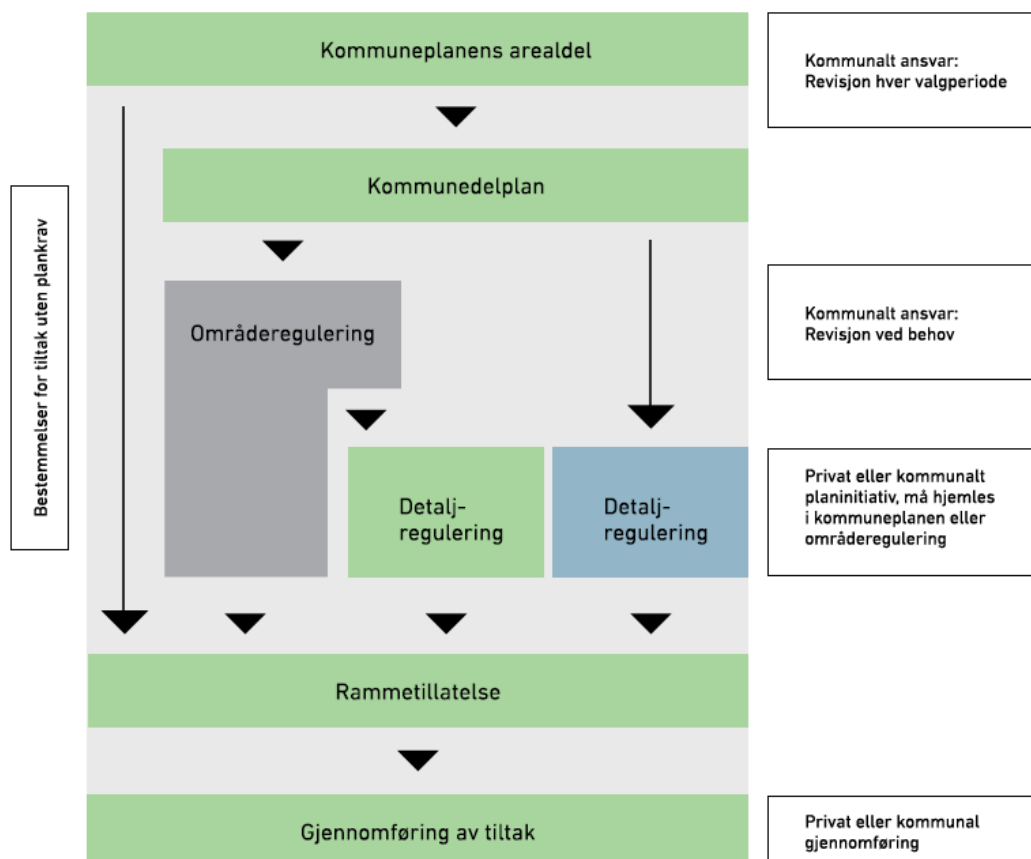 Kommuneplanens arealdel
Kommunalt ansvar:
Revisjon hver valgperiode
Kommunedelplan
Bestemmelser for tiltak uten plankrav
Områderegulering
Kommunalt ansvar:
Revisjon ved behov
Detalj-
regulering
Detalj-
regulering
Privat eller kommunalt
planinitiativ, må hjemles
i kommuneplanen eller
områderegulering
Rammetillatelse
Gjennomføring av tiltak
Privat eller kommunal
gjennomføring